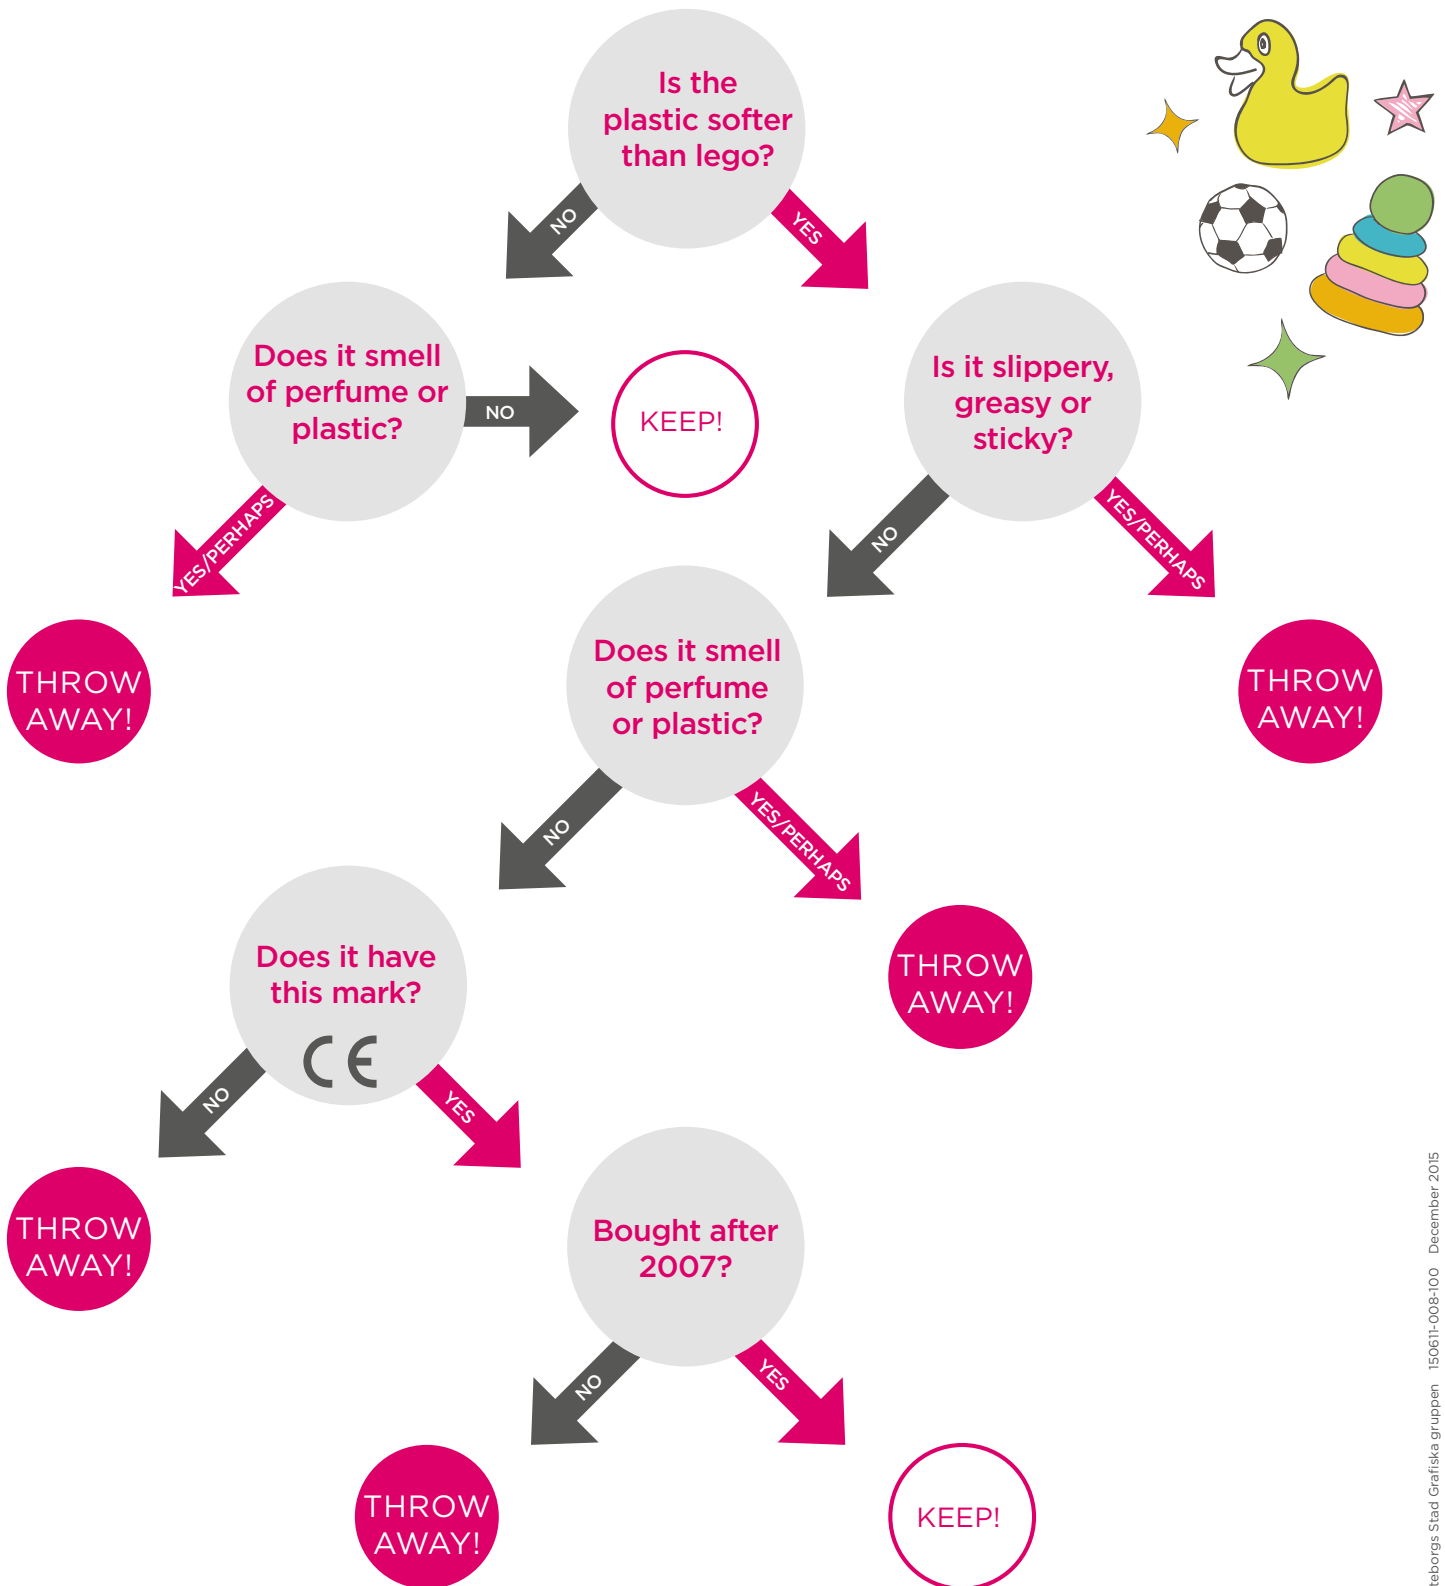 Is the
plastic softer
than lego?
NO
YES
Does it smell
of perfume or
plastic?
NO
KEEP!
Is it slippery,
greasy or
sticky?
YES/PERHAPS
NO
YES/PERHAPS
THROW
AWAY!
Does it smell
of perfume
or plastic?
THROW
AWAY!
NO
YES/PERHAPS
Does it have
this mark?
CE
THROW
AWAY!
NO
YES
THROW
AWAY!
Bought after
2007?
NO
YES
THROW
AWAY!
KEEP!
teborgs Stad Grafiska gruppen 150611-008-100 December 2015